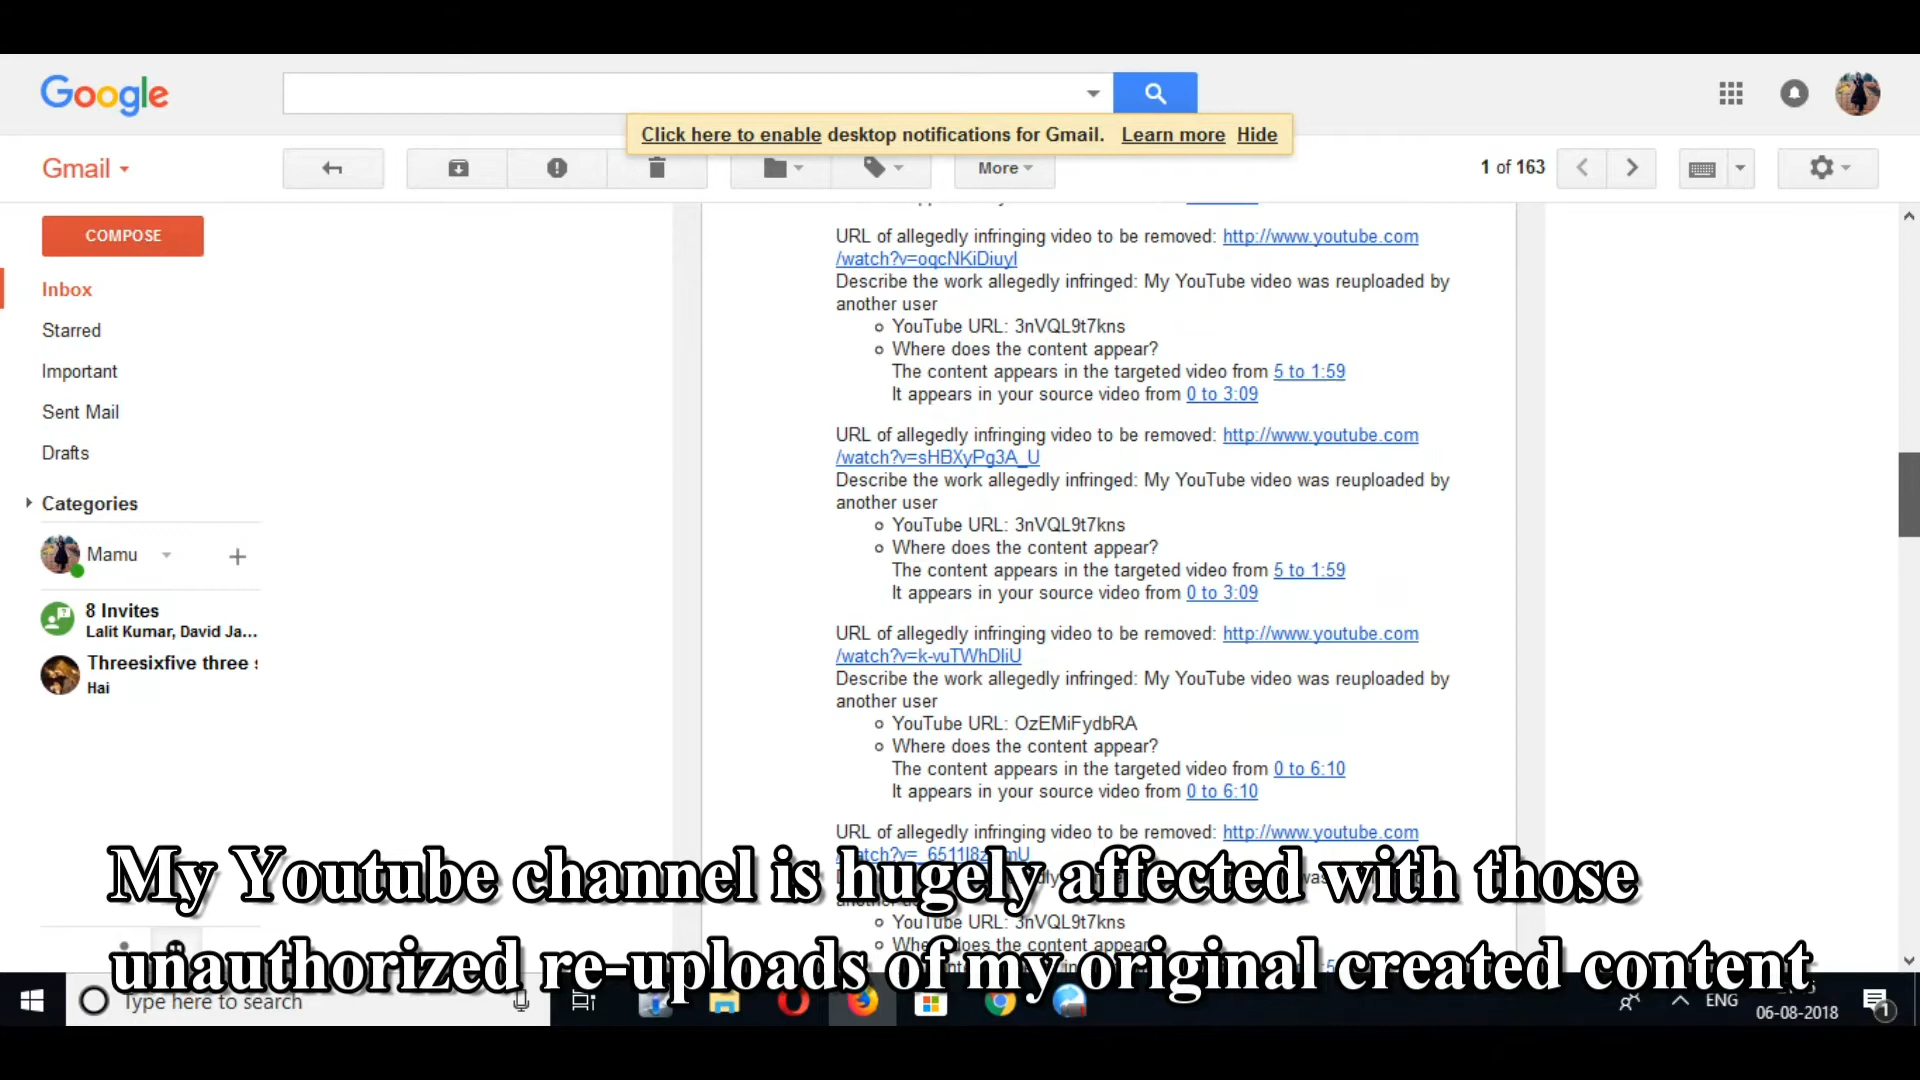 Google
Click here to enable desktop notifications for Gmail. Learn more Hide
Gmail
More
1 of 163
COMPOSE
Inbox
Starred
Important
Sent Mail
Drafts
Categories
Mamu
8 Invites
Lalit Kumar, David Ja...
Threesixfive three
Hai
URL of allegedly infringing video to be removed: http://www.youtube.com
/watch?v=oqcNKiDiuyI
Describe the work allegedly infringed: My YouTube video was reuploaded by
another user
YouTube URL: 3nVQL9t7kns
Where does the content appear?
The content appears in the targeted video from 5 to 1:59
It appears in your source video from 0 to 3:09
URL of allegedly infringing video to be removed: http://www.youtube.com
/watch?v=sHBXyPg3A_U
Describe the work allegedly infringed: My YouTube video was reuploaded by
another user
YouTube URL: 3nVQL9t7kns
Where does the content appear?
The content appears in the targeted video from 5 to 1:59
It appears in your source video from 0 to 3:09
URL of allegedly infringing video to be removed: http://www.youtube.com
/watch?v=k-vuTWhDliU
Describe the work allegedly infringed: My YouTube video was reuploaded by
another user
YouTube URL: OzEMiFydbRA
Where does the content appear?
The content appears in the targeted video from 0 to 6:10
It appears in your source video from 0 to 6:10
URL of allegedly infringing video to be removed: http://www.youtube.com
YouTube URL: 3nVQL9t7kns
My Youtube channel is hugely affected with those
unauthorized re-uploads of my original created content
Type here to search
ENG
06-08-2018
1